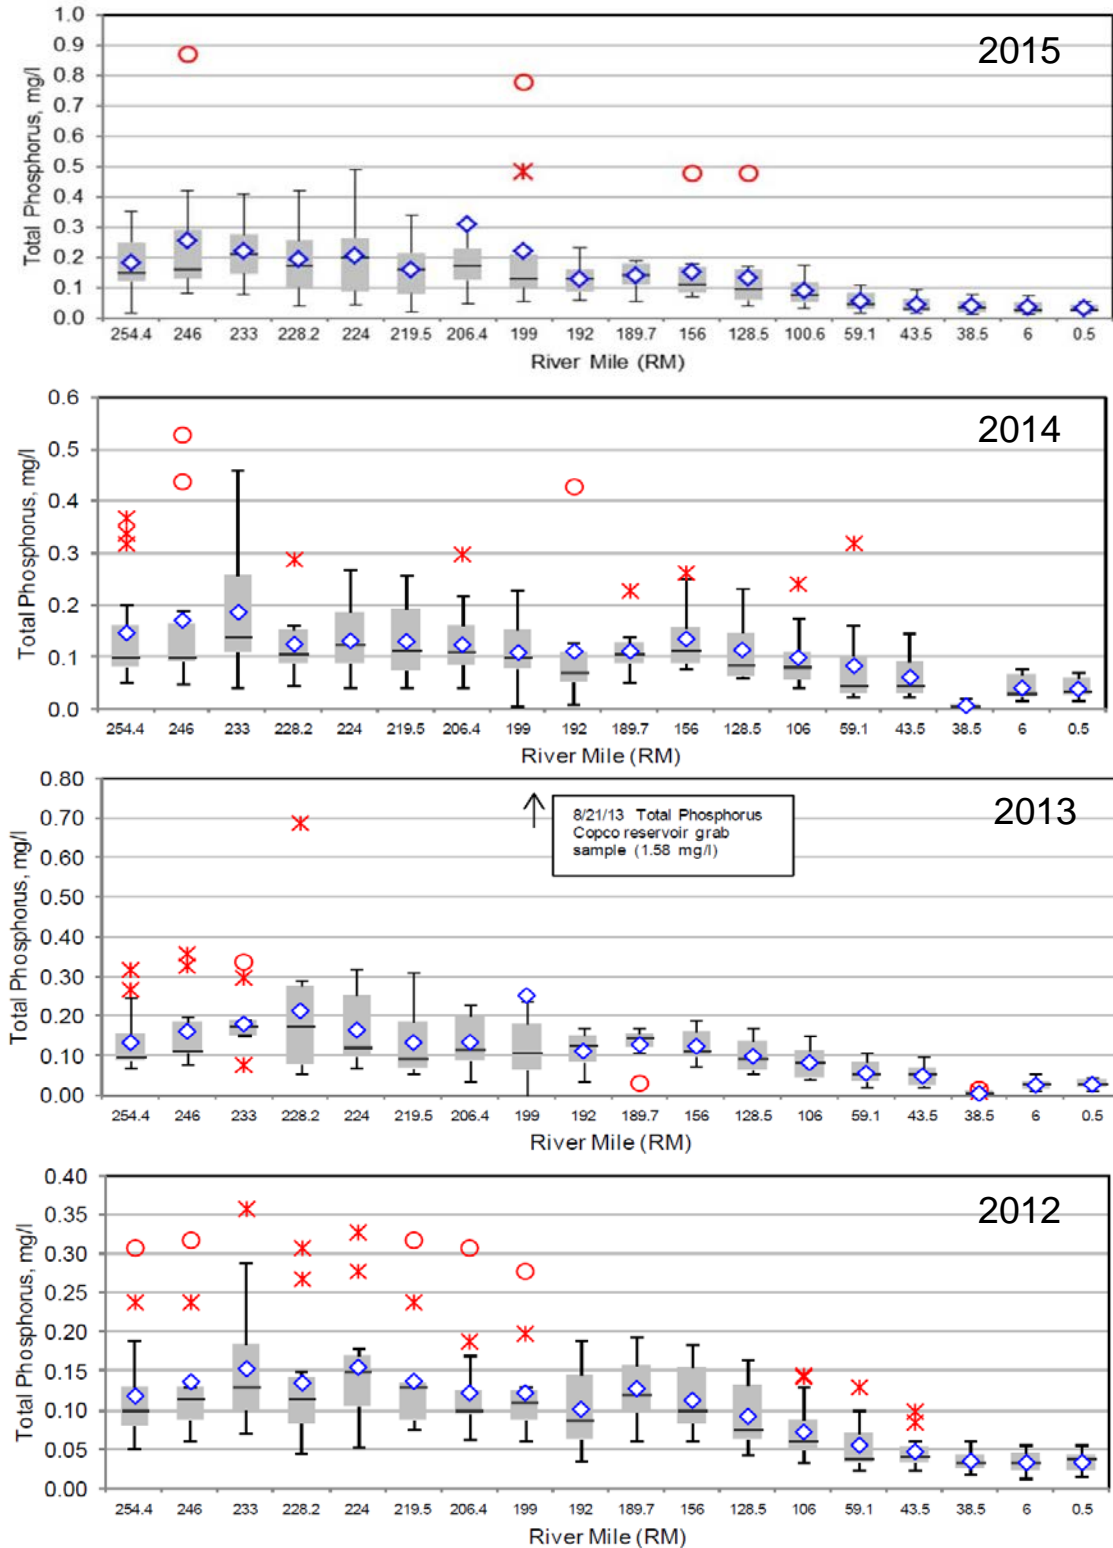 1.0
2015
0.9
0.8
0.7
0.6
0.5
0.4
0.3
0.2
0.1
0.0
Total Phosphorus, mg/l
254.4 246 233 228.2 224 219.5 206.4 199 192 189.7 156 128.5 100.6 59.1 43.5 38.5 6 0.5
River Mile (RM)
0.6
2014
0.5
0.4
0.3
0.2
0.1
0.0
Total Phosphorus, mg/l
254.4 246 233 228.2 224 219.5 206.4 199 192 189.7 156 128.5 106 59.1 43.5 38.5 6 0.5
River Mile (RM)
0.80
2013
0.70
0.60
0.50
0.40
0.30
0.20
0.10
0.00
Total Phosphorus, mg/l
8/21/13 Total Phosphorus
Copco reservoir grab
sample (1.58 mg/l)
254.4 246 233 228.2 224 219.5 206.4 199 192 189.7 156 128.5 106 59.1 43.5 38.5 6 0.5
River Mile (RM)
0.40
2012
0.35
0.30
0.25
0.20
0.15
0.10
0.05
0.00
Total Phosphorus, mg/l
254.4 246 233 228.2 224 219.5 206.4 199 192 189.7 156 128.5 106 59.1 43.5 38.5 6 0.5
River Mile (RM)